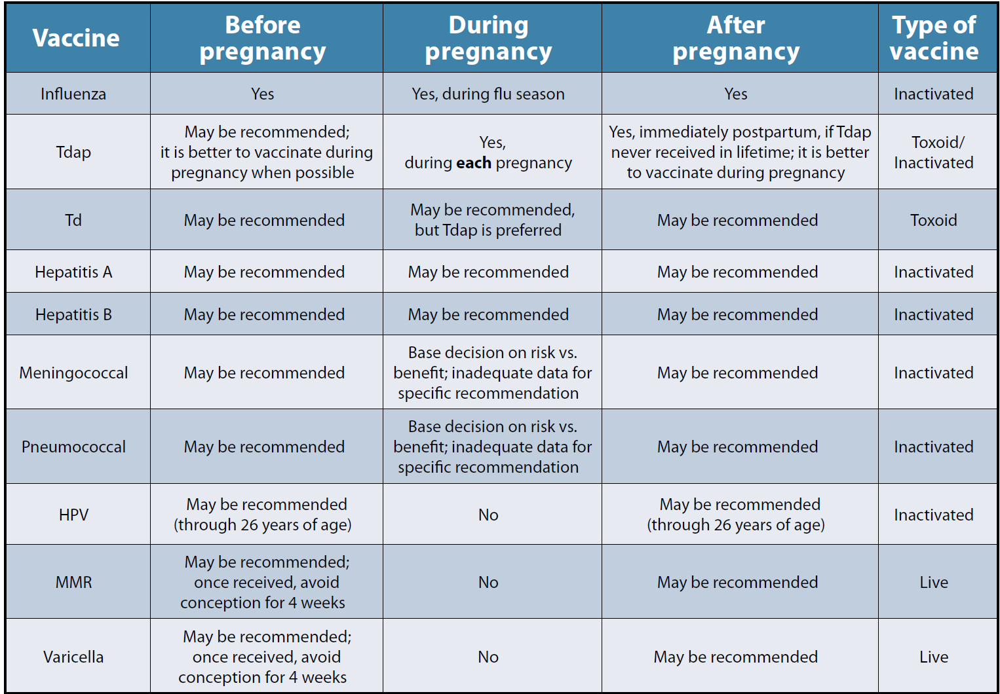 Vaccine
Before
pregnancy
During
pregnancy
After
pregnancy
Type of
vaccine
Influenza
Yes
Yes, during flu season
Yes
Inactivated
Tdap
May be recommended;
it is better to vaccinate during
pregnancy when possible
Yes,
during each pregnancy
Yes, immediately postpartum, if Tdap
never received in lifetime; it is better
to vaccinate during pregnancy
Toxoid/
Inactivated
Td
May be recommended
May be recommended,
but Tdap is preferred
May be recommended
Toxoid
Hepatitis A
May be recommended
May be recommended
May be recommended
Inactivated
Hepatitis B
May be recommended
May be recommended
May be recommended
Inactivated
Meningococcal
May be recommended
Base decision on risk vs.
benefit; inadequate data for
specific recommendation
May be recommended
Inactivated
Pneumococcal
May be recommended
Base decision on risk vs.
benefit; inadequate data for
specific recommendation
May be recommended
Inactivated
HPV
May be recommended
(through 26 years of age)
No
May be recommended
(through 26 years of age)
Inactivated
MMR
May be recommended;
once received, avoid
conception for 4 weeks
No
May be recommended
Live
Varicella
May be recommended;
once received, avoid
conception for 4 weeks
No
May be recommended
Live